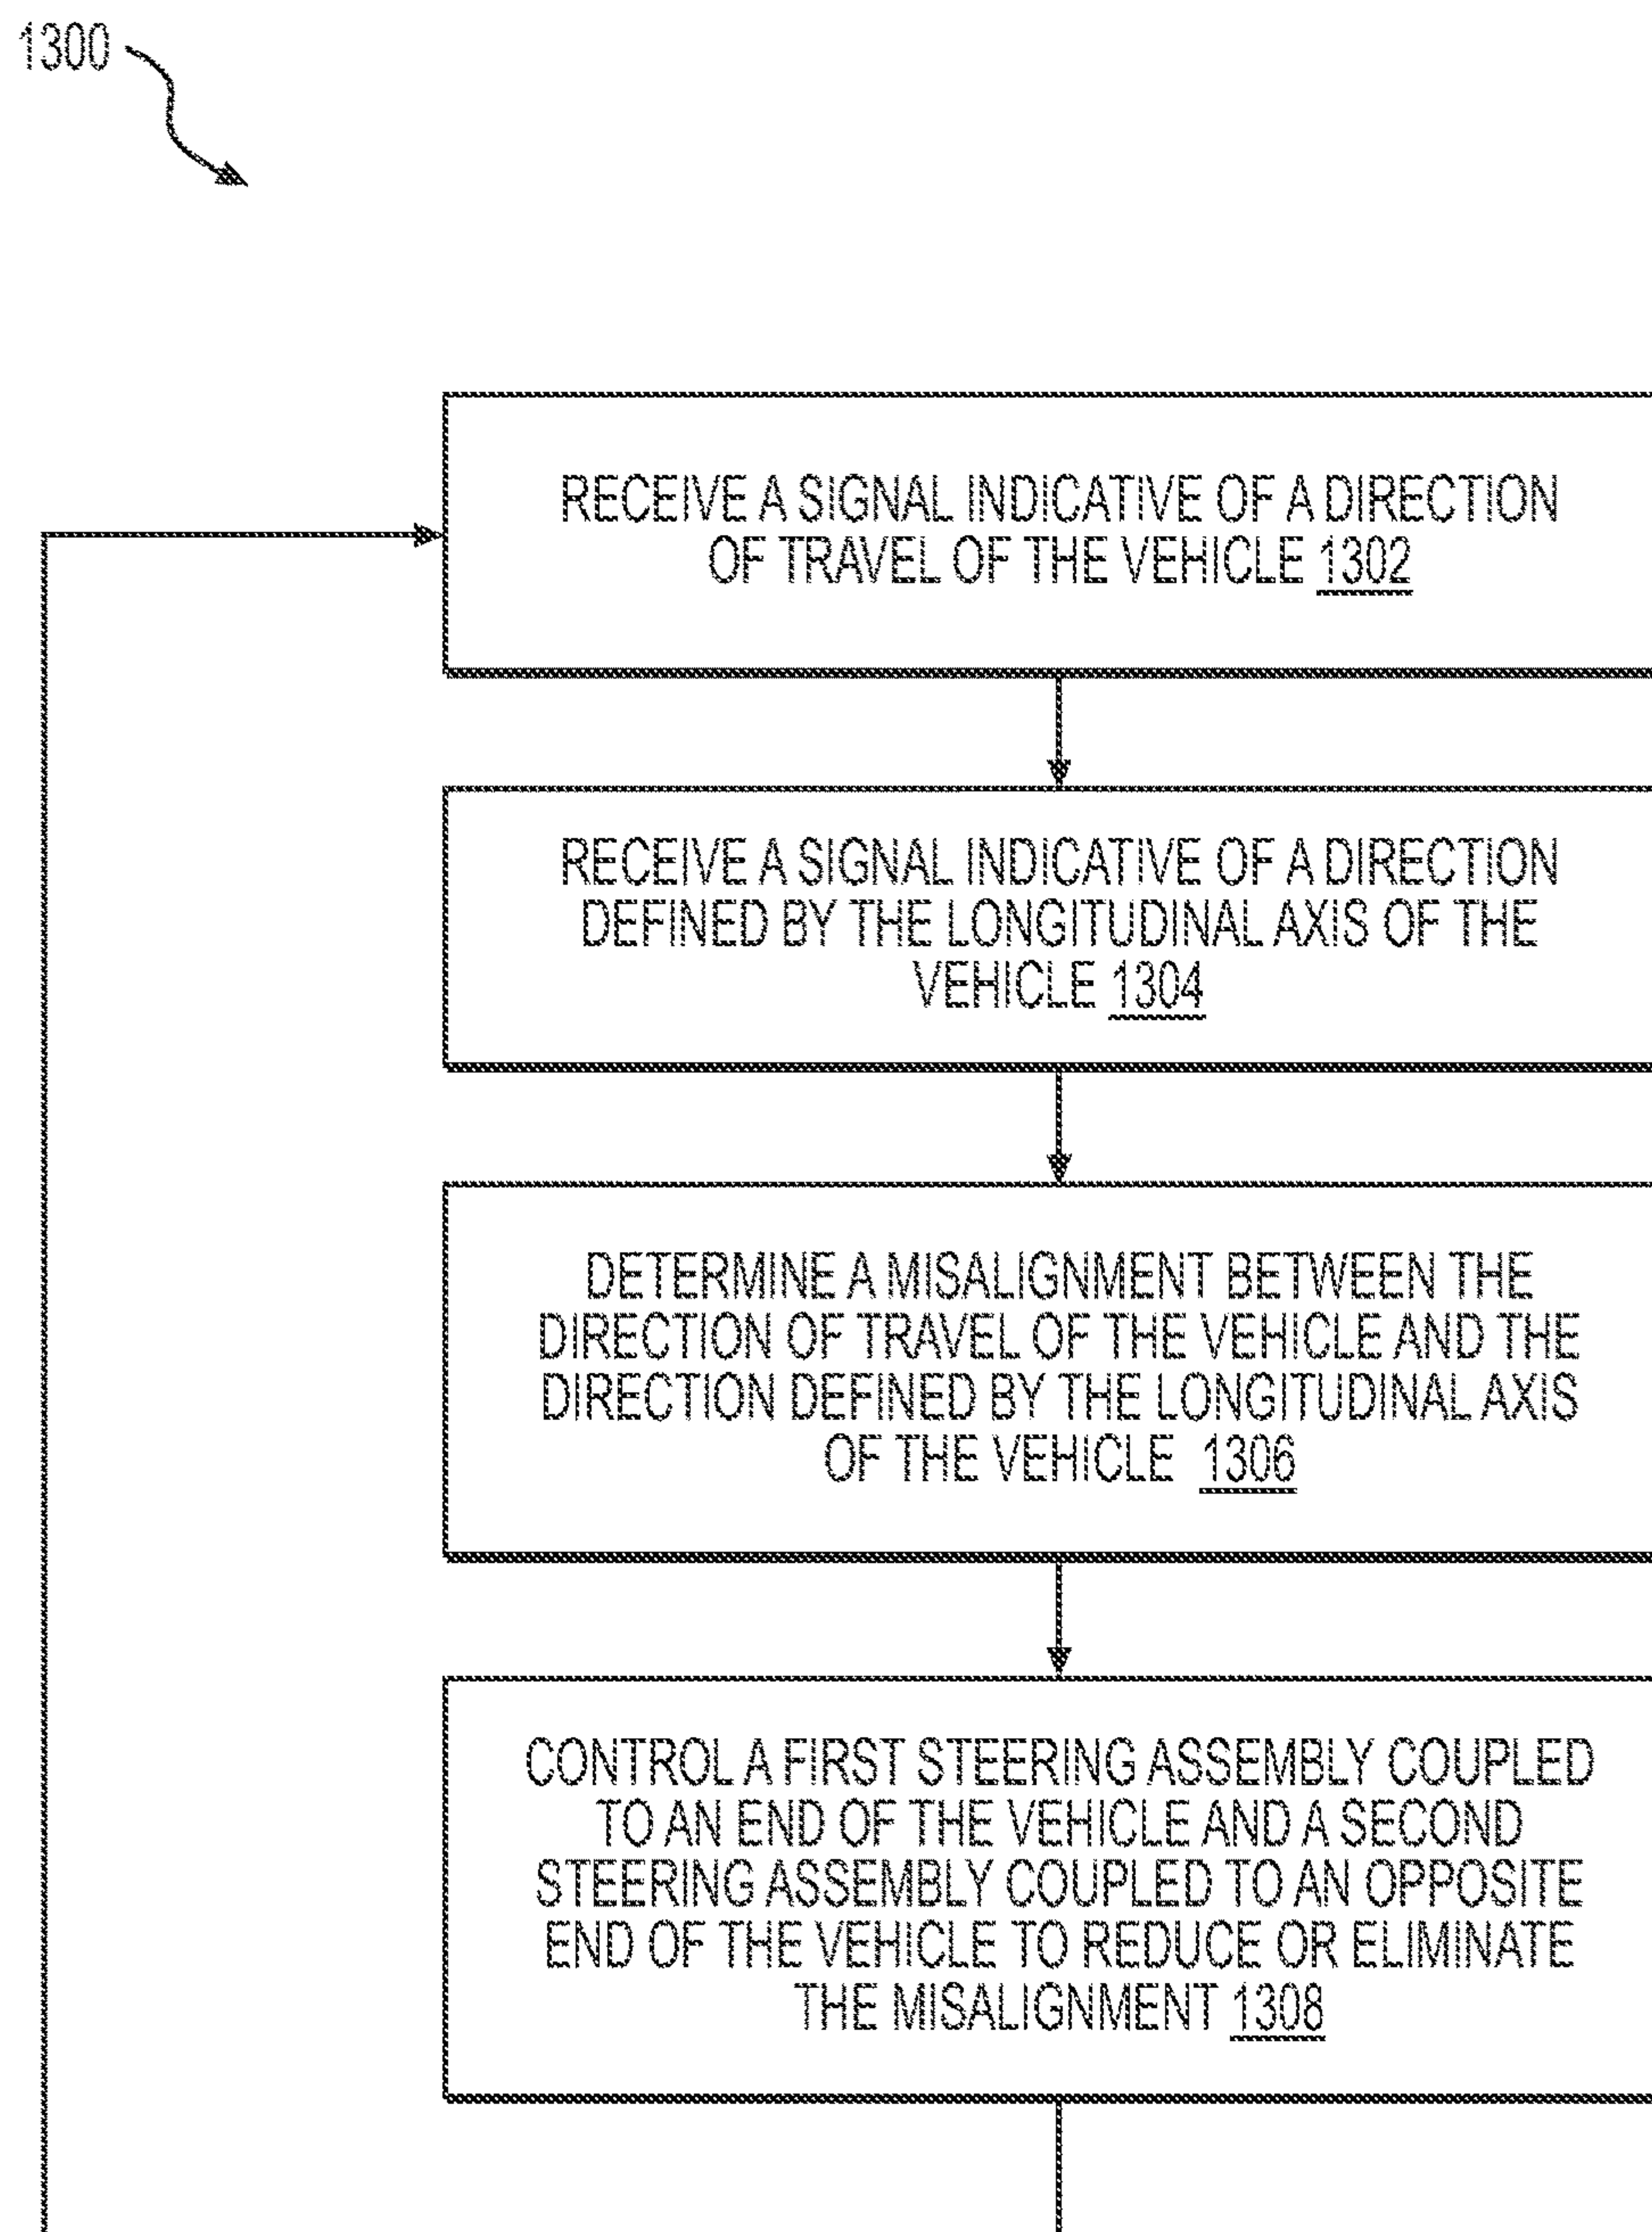 1300
RECEIVE A SIGNAL INDICATIVE OF A DIRECTION
OF TRAVEL OF THE VEHICLE 1302
RECEIVE A SIGNAL INDICATIVE OF A DIRECTION
DEFINED BY THE LONGITUDINAL AXIS OF THE
VEHICLE 1304
DETERMINE A MISALIGNMENT BETWEEN THE
DIRECTION OF TRAVEL OF THE VEHICLE AND THE
DIRECTION DEFINED BY THE LONGITUDINAL AXIS
OF THE VEHICLE 1306
CONTROL A FIRST STEERING ASSEMBLY COUPLED
TO AN END OF THE VEHICLE AND A SECOND
STEERING ASSEMBLY COUPLED TO AN OPPOSITE
END OF THE VEHICLE TO REDUCE OR ELIMINATE
THE MISALIGNMENT 1308